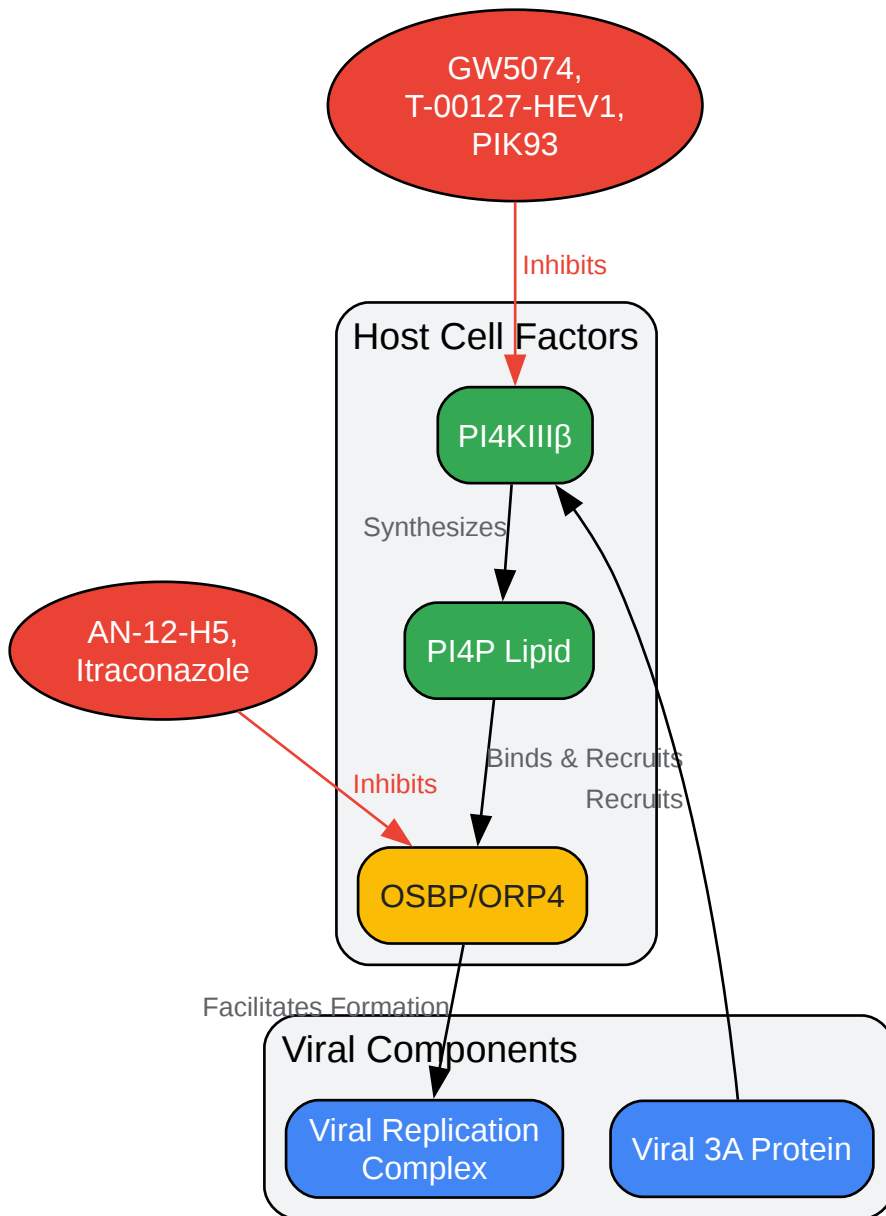 GW5074,
T-00127-HEV1,
PIK93
Inhibits
Host Cell Factors
PI4KIIIβ
Synthesizes
AN-12-H5,
Itraconazole
PI4P Lipid
Binds & Recruits
Inhibits
Recruits
OSBP/ORP4
Facilitates Formation
Viral Components
Viral Replication
Complex
Viral 3A Protein